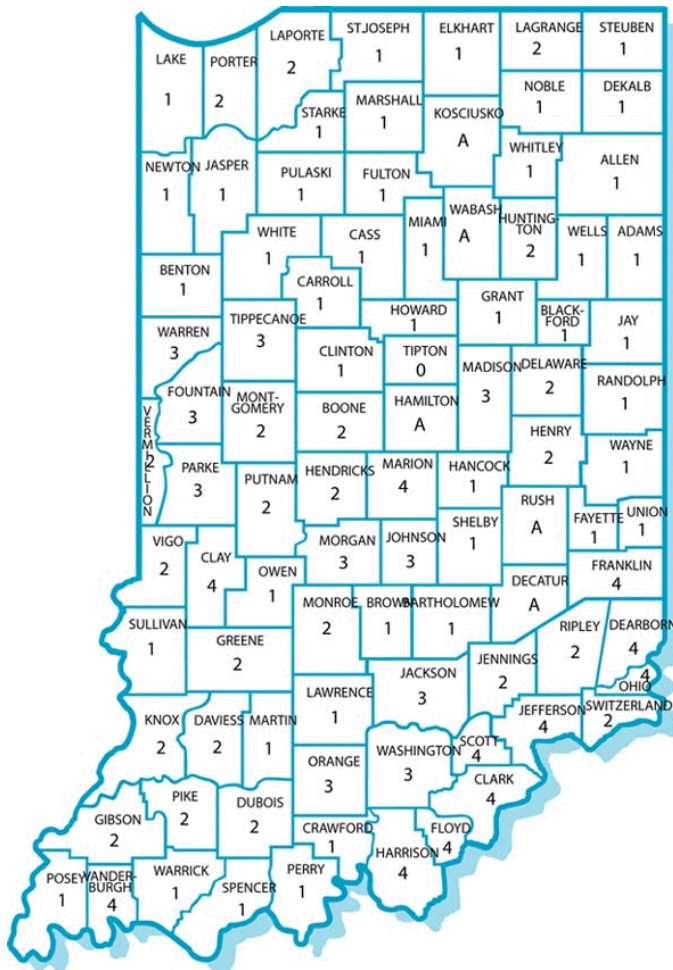 LAKE
1
PORTER
2
LAPORTE
2
ST.JOSEPH
1
ELKHART
1
LAGRANGE
2
STEUBEN
1
STARKE
1
MARSHALL
1
KOSCIUSKO
A
NOBLE
1
DEKALB
1
WHITLEY
1
ALLEN
1
NEWTON
1
JASPER
1
PULASKI
1
FULTON
1
WHITE
1
CASS
1
MIAMI
1
WABASH
A
HUNTING-
TON
2
WELLS
1
ADAMS
1
BENTON
1
CARROLL
1
HOWARD
1
GRANT
1
BLACK-
FORD
1
JAY
1
WARREN
3
TIPPECANOE
3
CLINTON
1
TIPTON
0
MADISON
3
DELAWARE
2
RANDOLPH
1
FOUNTAIN
3
MONT-
GOMERY
2
BOONE
2
HAMILTON
A
HENRY
2
WAYNE
1
VERMILLION
2
PARKE
3
PUTNAM
2
HENDRICKS
2
MARION
4
HANCOCK
1
RUSH
A
FAYETTE
1
UNION
1
VIGO
2
CLAY
4
OWEN
1
MORGAN
3
JOHNSON
3
SHELBY
1
DECATUR
A
FRANKLIN
4
SULLIVAN
1
GREENE
2
MONROE
2
BROWN
1
BARTHOLOMEW
1
JENNINGS
2
RIPLEY
2
DEARBORN
4
4
OHIO
LAWRENCE
1
JACKSON
3
JEFFERSON
4
SWITZERLAND
2
KNOX
2
DAVIESS
2
MARTIN
1
ORANGE
3
WASHINGTON
3
SCOTT
4
CLARK
4
GIBSON
2
PIKE
2
DUBOIS
2
CRAWFORD
1
HARRISON
4
FLOYD
4
POSEY
1
VANDER-
BURGH
4
WARRICK
1
SPENCER
1
PERRY
1